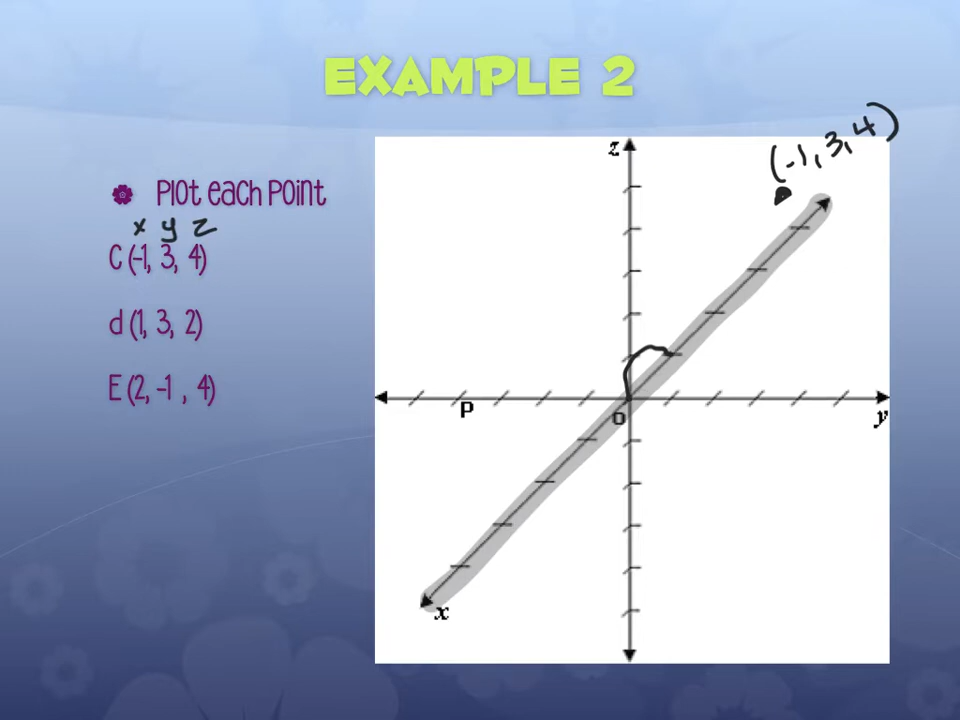 EXAMPLE 2
Plot each Point
x y z
C (-1, 3, 4)
d (1, 3, 2)
E (2, -1 , 4)
(-1, 3, 4)
z
P
O
y
x